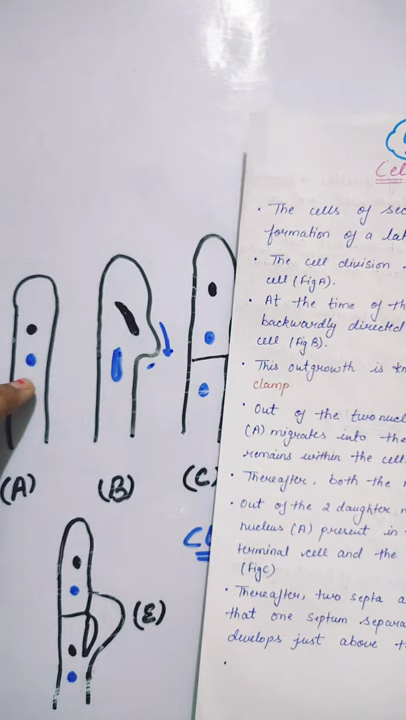 Cel
• The cells of sec
formation of a lat
• The cell division
cell (figA).
• At the time of th
backwardly directed
cell (fig B).
• This outgrowth is
clamp.
• Out of the two nucl
(A) migrates into the
remains within the cell
• Thereafter, both the
• Out of the 2 daughter
nucleus (A) present in
terminal cell and the
(figC)
• Thereafter, two septa a
that one septum separa
develops just above t
(A)
(B)
(C)
Cl
(E)